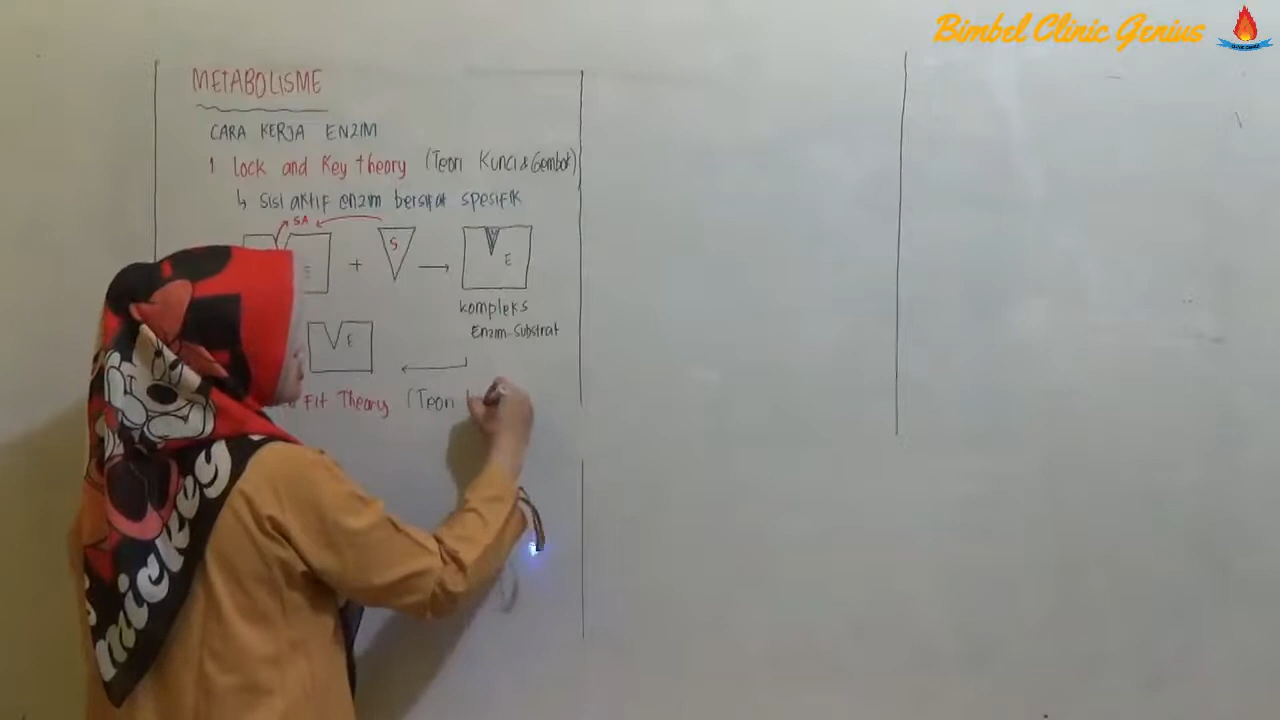 Bimbel Clinic Genius
METABOLISME
CARA KERJA ENZIM
1 Lock and Key theory (Teori Kunci & Gembok)
↳ Sisi aktif enzim bersifat spesifik
SA
E + S → E
kompleks
Enzim-Substrat
E
Fit Theory (Teori
mickey